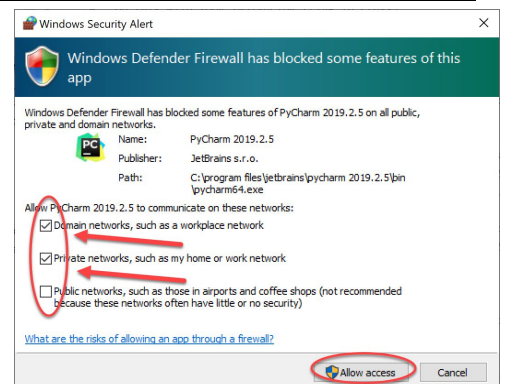 Windows Security Alert
Windows Defender Firewall has blocked some features of this
app
Windows Defender Firewall has blocked some features of PyCharm 2019.2.5 on all public,
private and domain networks.
PC
Name: PyCharm 2019.2.5
Publisher: JetBrains s.r.o.
Path: C:\program files\jetbrains\pycharm 2019.2.5\bin
\pycharm64.exe
Allow PyCharm 2019.2.5 to communicate on these networks:
Domain networks, such as a workplace network
Private networks, such as my home or work network
Public networks, such as those in airports and coffee shops (not recommended
because these networks often have little or no security)
What are the risks of allowing an app through a firewall?
Allow access
Cancel